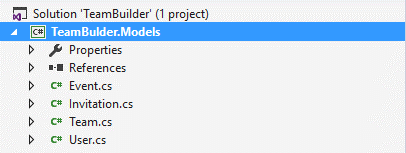 Solution 'TeamBuilder' (1 project)
C# TeamBulder.Models
Properties
References
C# Event.cs
C# Invitation.cs
C# Team.cs
C# User.cs